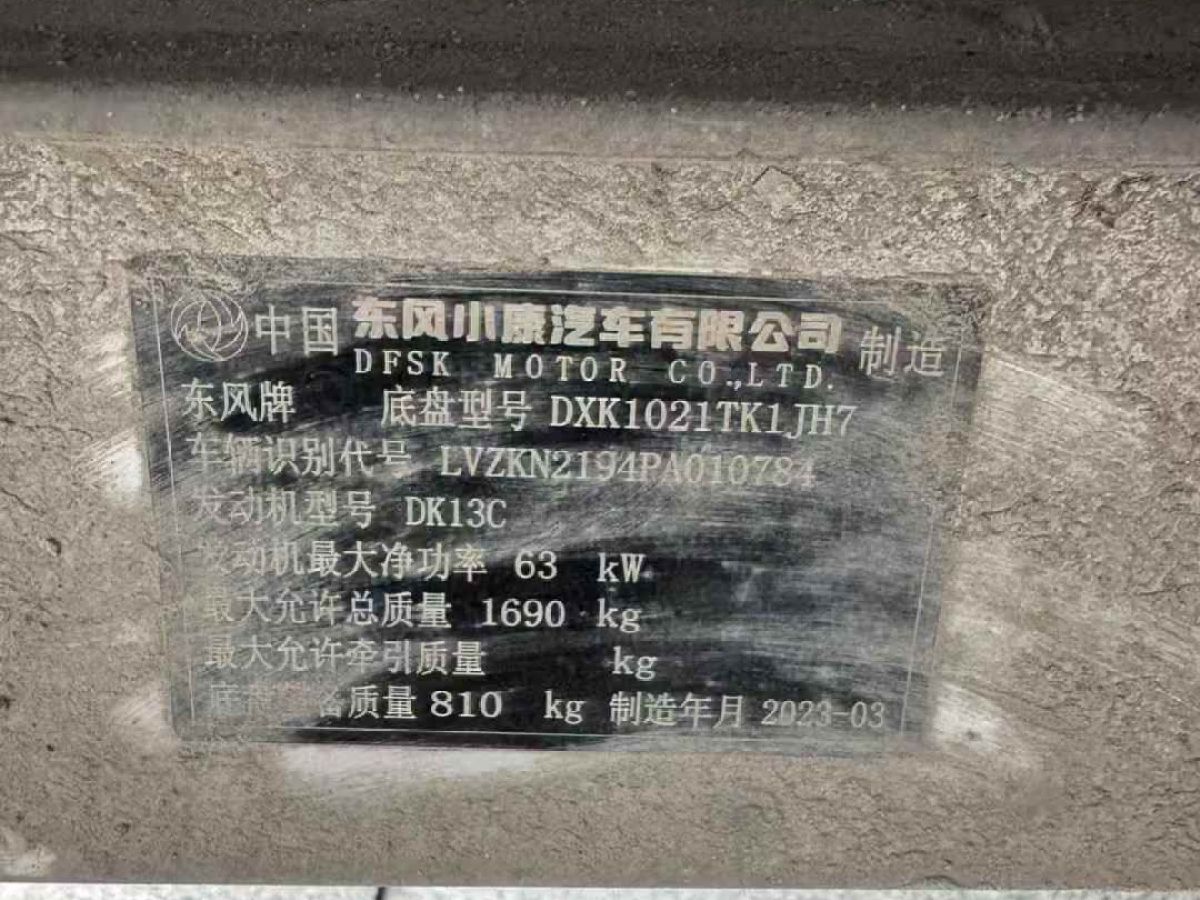 中国 东风小康汽车有限公司 制造
DFSK MOTOR CO.,LTD.
东风牌 底盘型号 DXK1021TK1JH7
车辆识别代号 LVZKN2194PA010784
发动机型号 DK13C
发动机最大净功率 63 kW
最大允许总质量 1690 kg
最大允许牵引质量 kg
底 备质量 810 kg 制造年月 2023-03